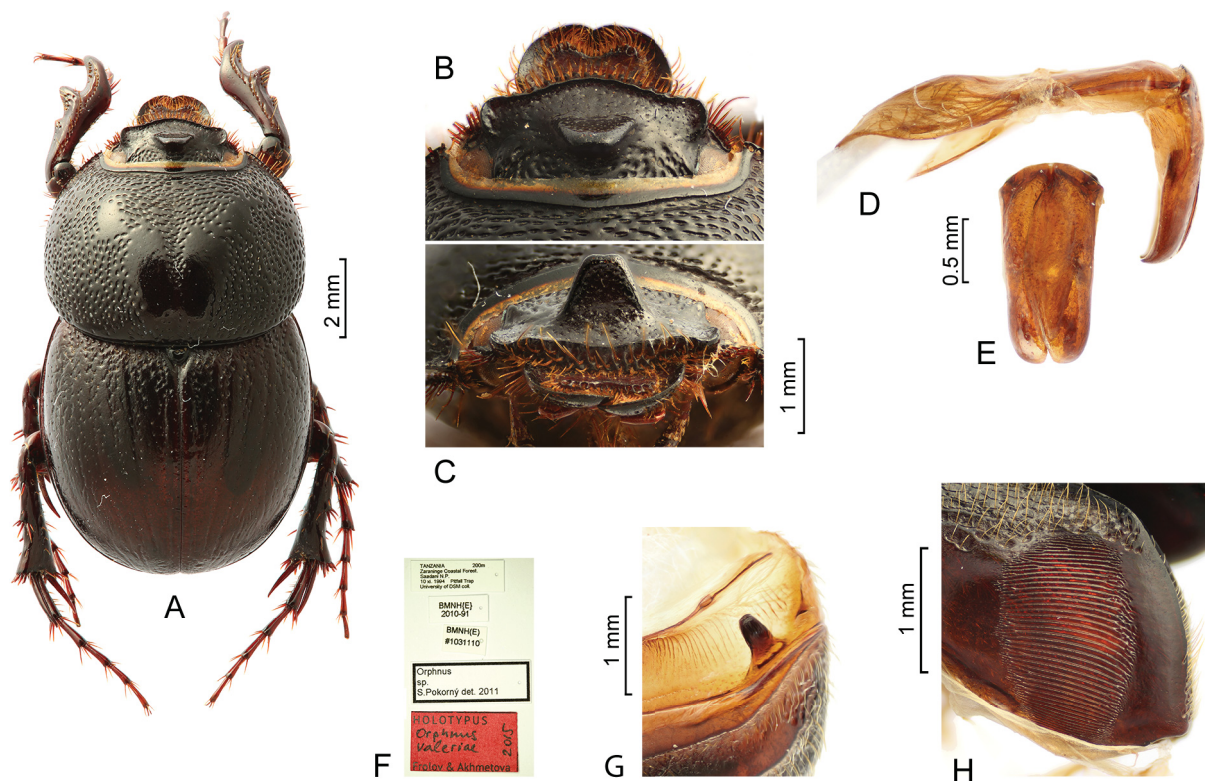 A
B
C
D
E
F
G
H
2 mm
1 mm
0.5 mm
1 mm
1 mm
TANZANIA 200m
Zaraninge Coastal Forest.
Saadani N.P.
10 xi. 1994 Pitfall Trap
University of DSM coll.
BMNH{E}
2010-91
BMNH(E)
#1031110
Orphnus
sp.
S.Pokorný det. 2011
HOLOTYPUS
Orphnus
valeriae
2015
Frolov & Akhmetova